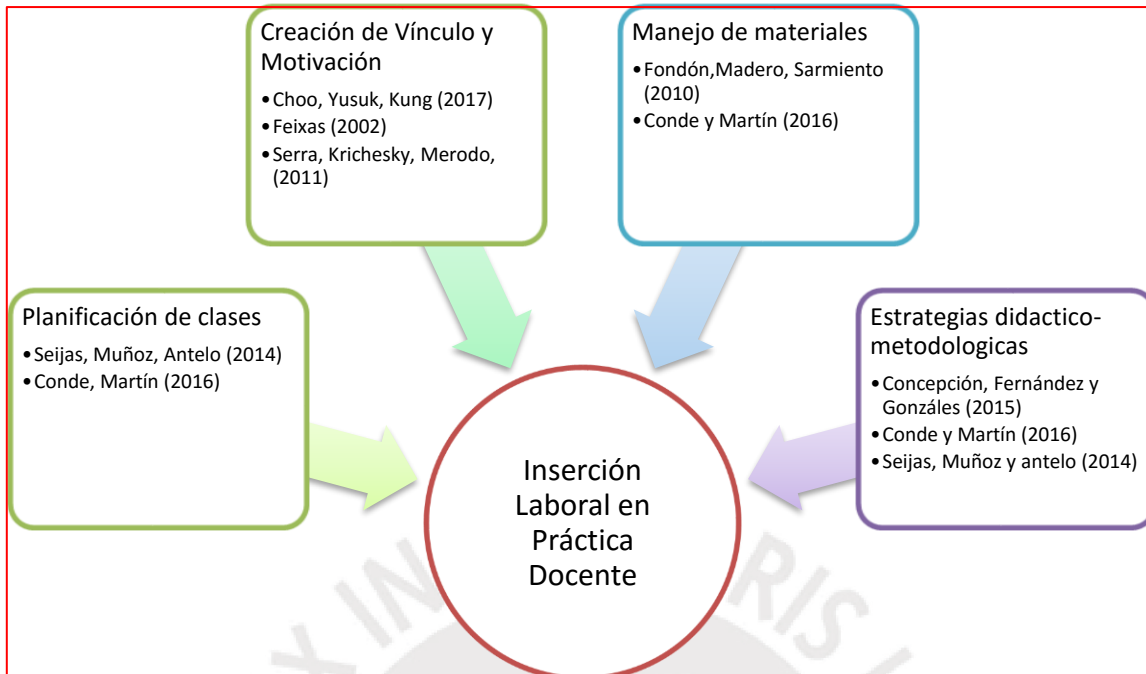 Creación de Vínculo y
Motivación
•Choo, Yusuk, Kung (2017)
•Feixas (2002)
•Serra, Krichesky, Merodo,
(2011)
Manejo de materiales
•Fondón,Madero, Sarmiento
(2010)
•Conde y Martín (2016)
Planificación de clases
•Seijas, Muñoz, Antelo (2014)
•Conde, Martín (2016)
Estrategias didactico-
metodologicas
•Concepción, Fernández y
Gonzáles (2015)
•Conde y Martín (2016)
•Seijas, Muñoz y antelo (2014)
Inserción
Laboral en
Práctica
Docente